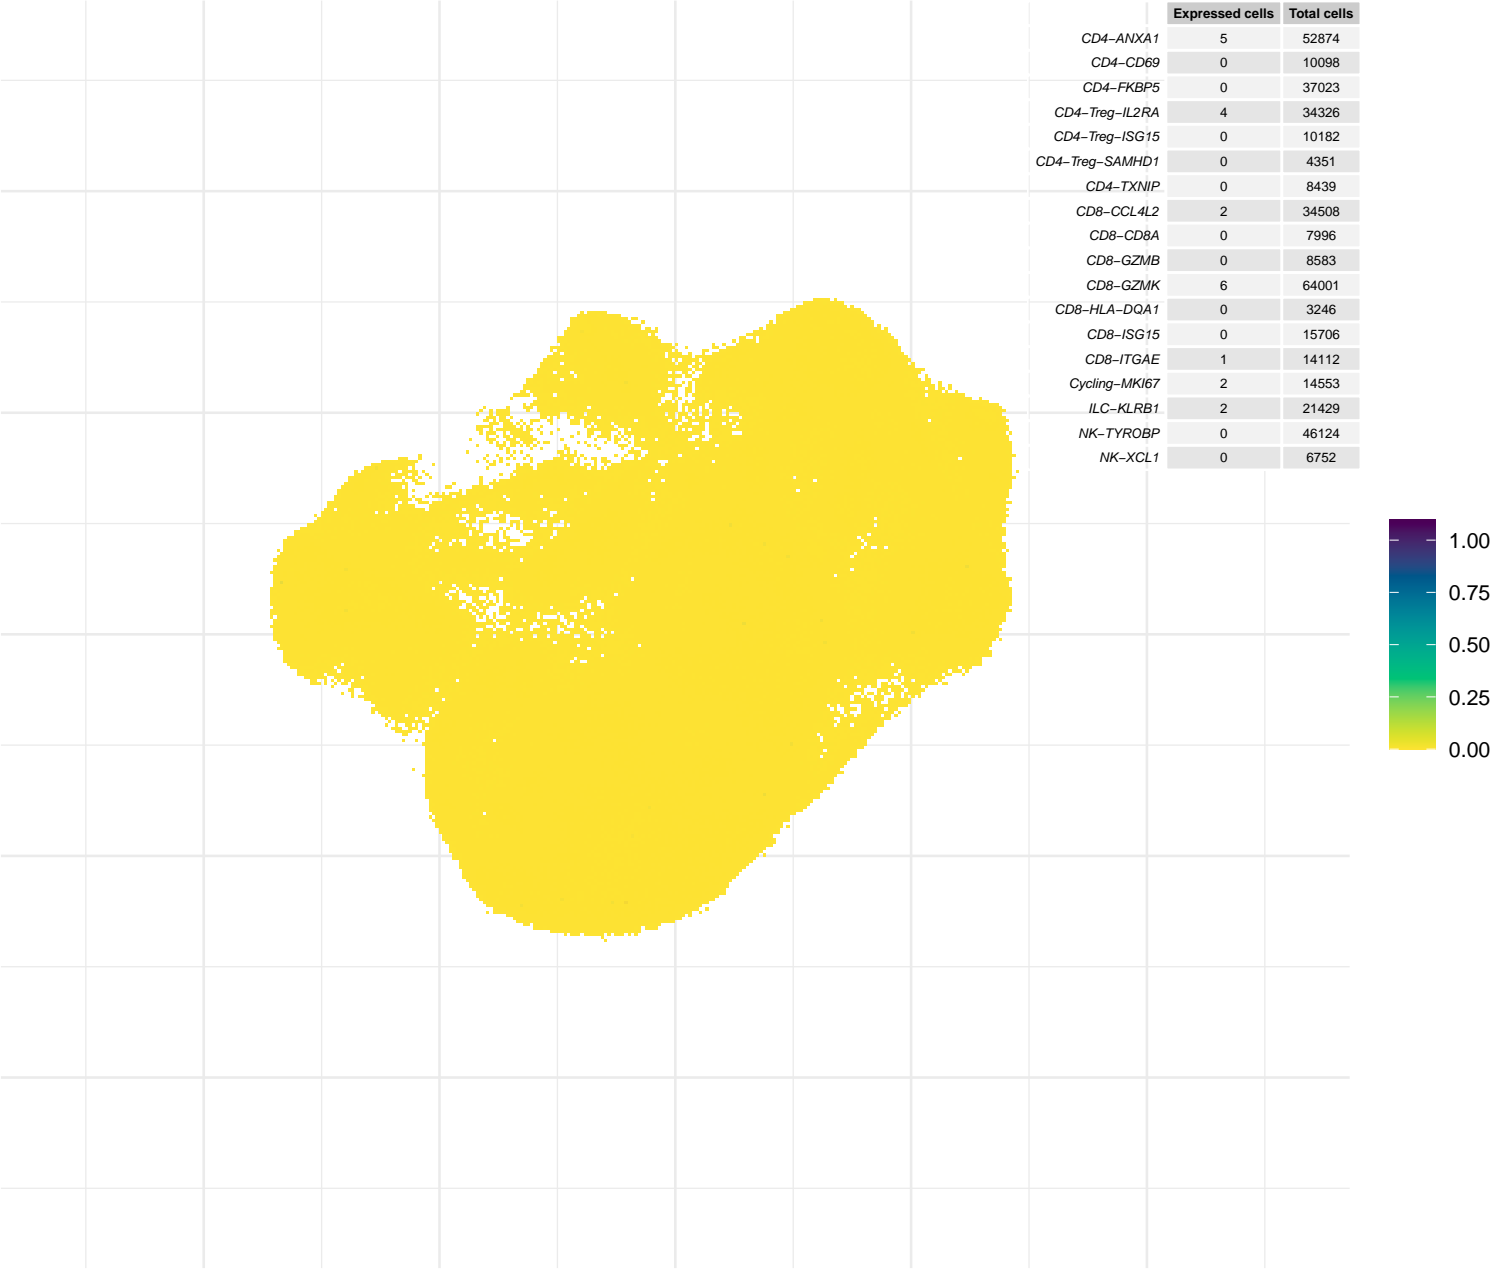 Expressed cells Total cells
CD4−ANXA1 5 52874
CD4−CD69 0 10098
CD4−FKBP5 0 37023
CD4−Treg−IL2RA 4 34326
CD4−Treg−ISG15 0 10182
CD4−Treg−SAMHD1 0 4351
CD4−TXNIP 0 8439
CD8−CCL4L2 2 34508
CD8−CD8A 0 7996
CD8−GZMB 0 8583
CD8−GZMK 6 64001
CD8−HLA−DQA1 0 3246
CD8−ISG15 0 15706
CD8−ITGAE 1 14112
Cycling−MKI67 2 14553
ILC−KLRB1 2 21429
NK−TYROBP 0 46124
NK−XCL1 0 6752
1.00
0.75
0.50
0.25
0.00